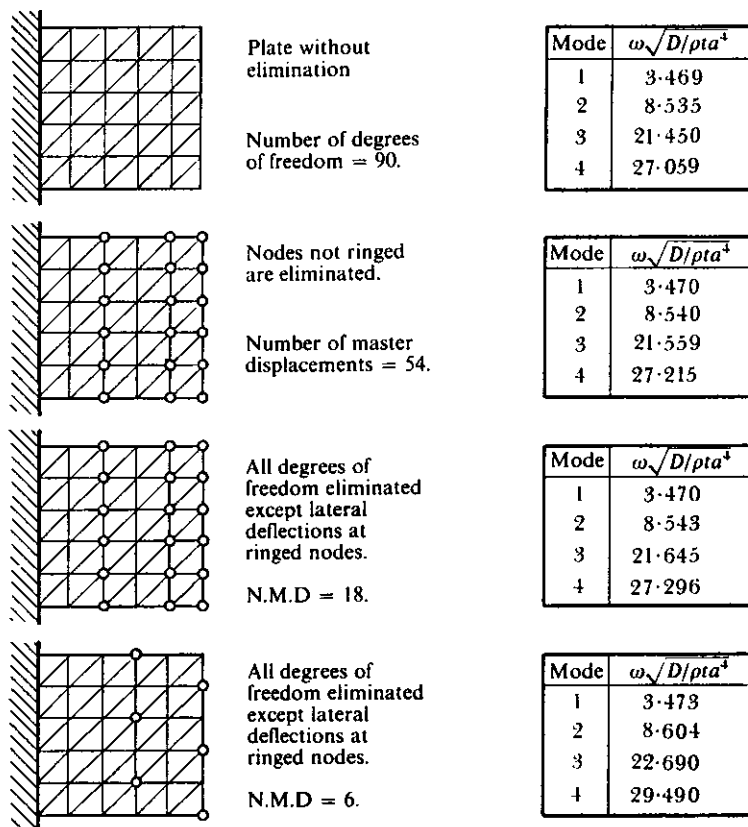 Plate without
elimination
Number of degrees
of freedom = 90.
Mode ω√D/ρta⁴
1 3·469
2 8·535
3 21·450
4 27·059
Nodes not ringed
are eliminated.
Number of master
displacements = 54.
Mode ω√D/ρta⁴
1 3·470
2 8·540
3 21·559
4 27·215
All degrees of
freedom eliminated
except lateral
deflections at
ringed nodes.
N.M.D = 18.
Mode ω√D/ρta⁴
1 3·470
2 8·543
3 21·645
4 27·296
All degrees of
freedom eliminated
except lateral
deflections at
ringed nodes.
N.M.D = 6.
Mode ω√D/ρta⁴
1 3·473
2 8·604
3 22·690
4 29·490